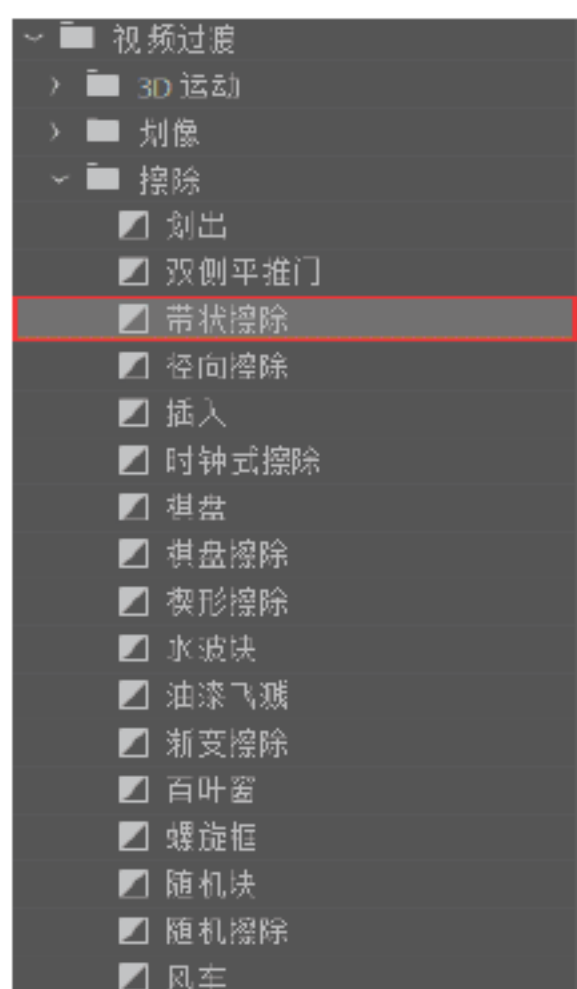 视频过渡
3D 运动
划像
擦除
划出
双侧平推门
带状擦除
径向擦除
插入
时钟式擦除
棋盘
棋盘擦除
楔形擦除
水波块
油漆飞溅
渐变擦除
百叶窗
螺旋框
随机块
随机擦除
风车